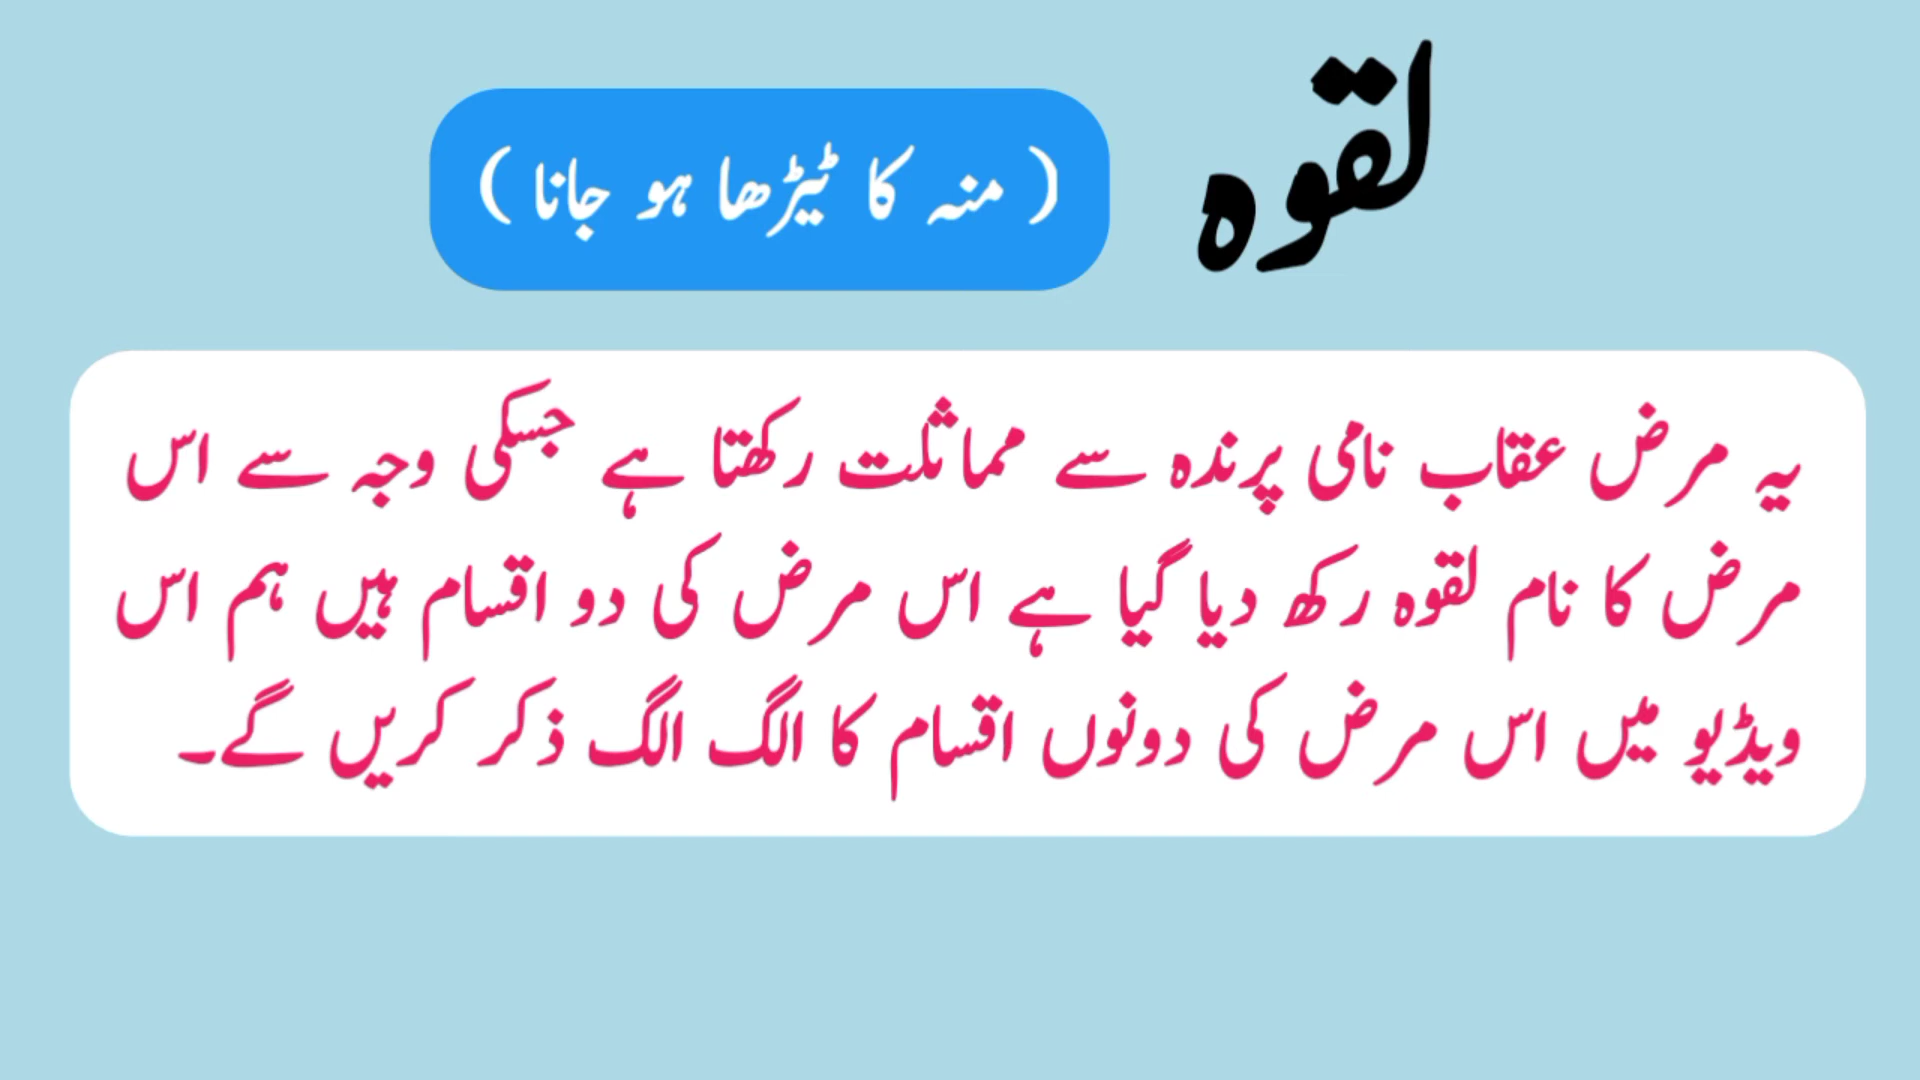 لقوہ
( منہ کا ٹیڑھا ہو جانا )
یہ مرض عقاب نامی پرندہ سے مماثلت رکھتا ہے جسکی وجہ سے اس
مرض کا نام لقوہ رکھ دیا گیا ہے اس مرض کی دو اقسام ہیں ہم اس
ویڈیو میں اس مرض کی دونوں اقسام کا الگ الگ ذکر کریں گے۔